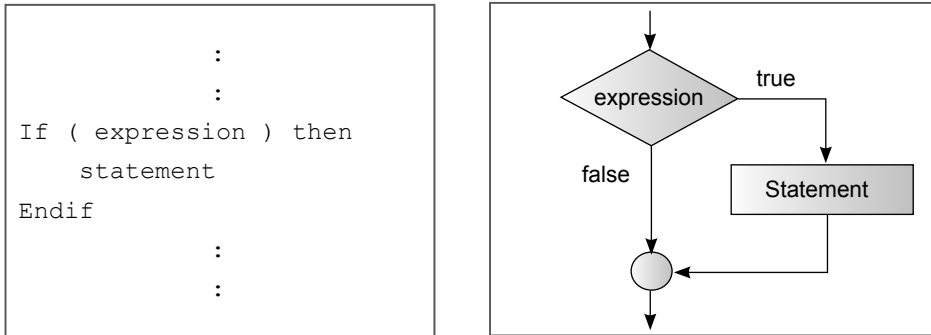 :
:
If ( expression ) then
statement
Endif
:
:
expression
true
false
Statement